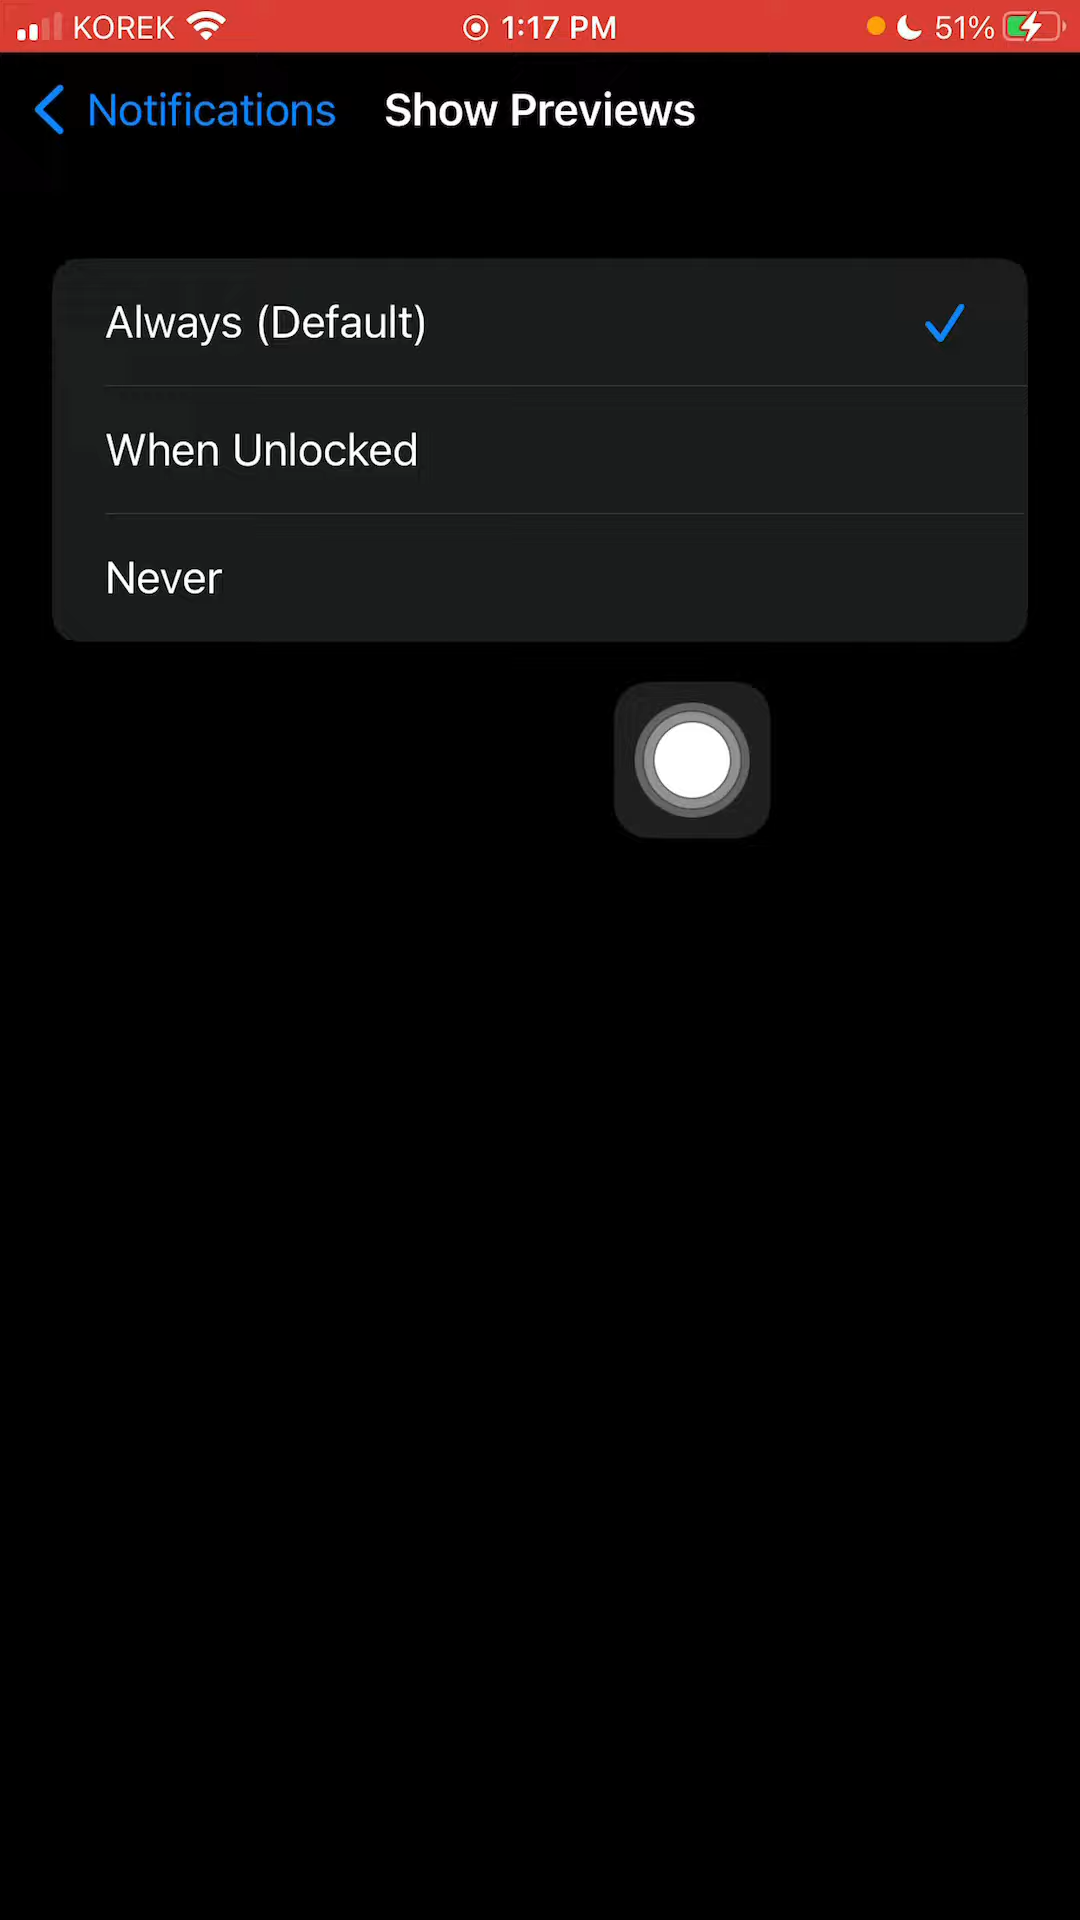 KOREK 1:17 PM 51%
Notifications Show Previews
Always (Default)
When Unlocked
Never